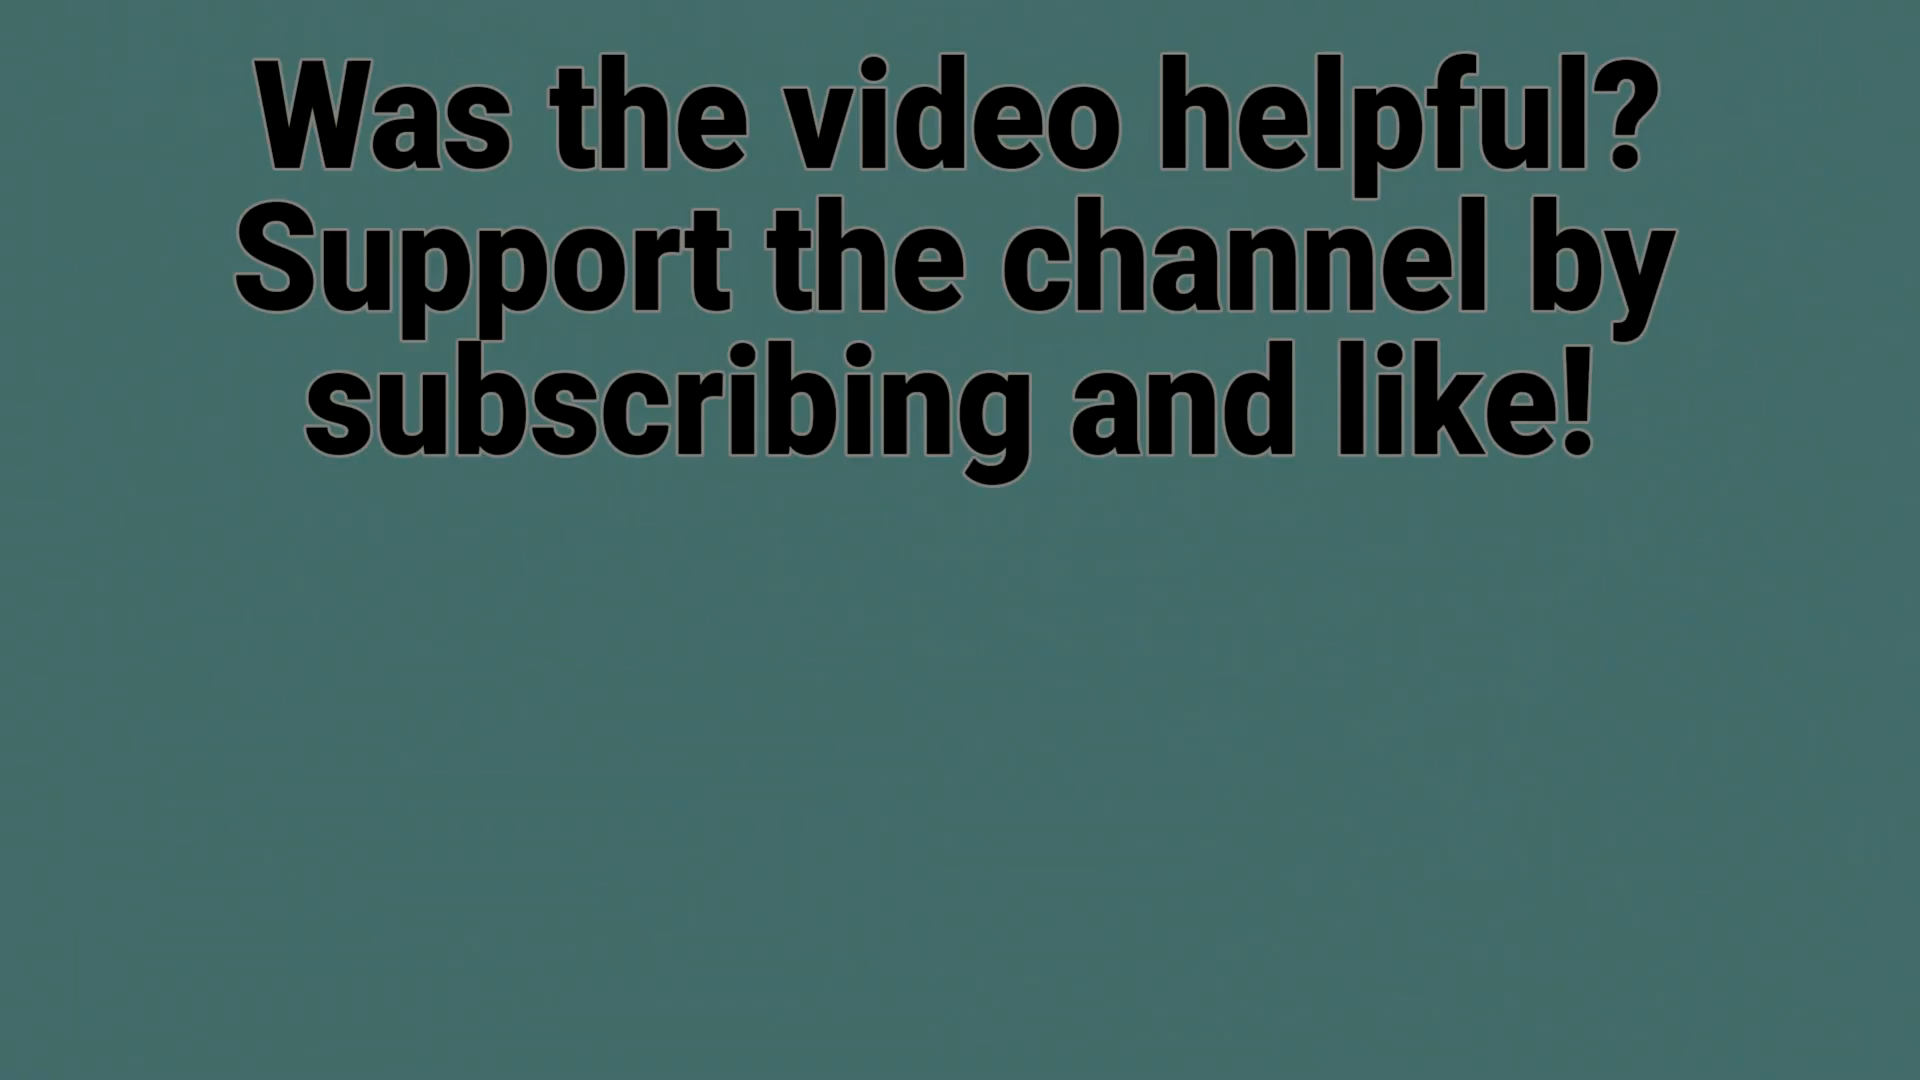 Was the video helpful?
Support the channel by
subscribing and like!